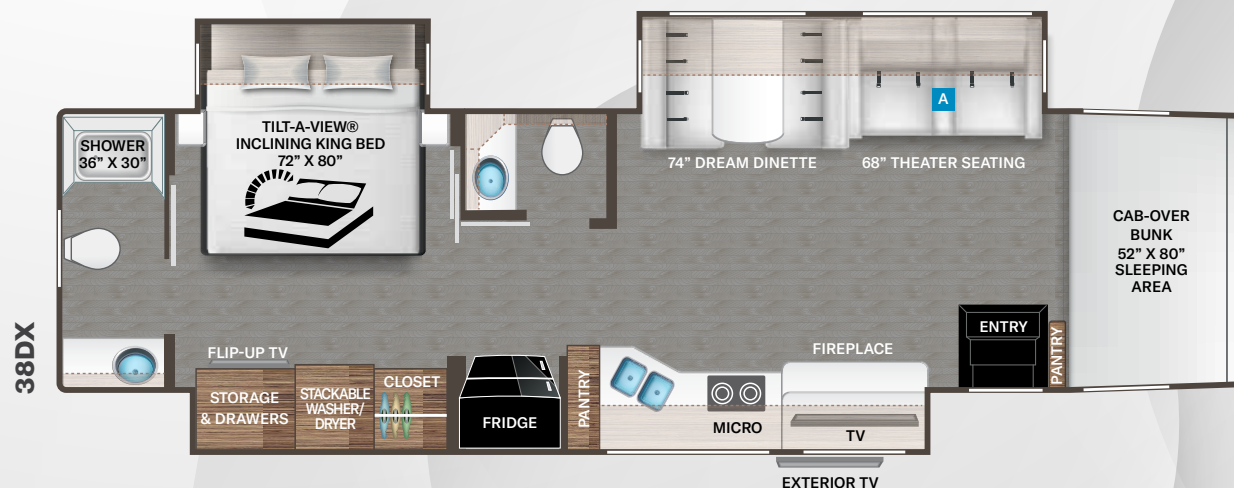 38DX
SHOWER
36” X 30”
TILT-A-VIEW®
INCLINING KING BED
72” X 80”
74” DREAM DINETTE
A
68” THEATER SEATING
CAB-OVER
BUNK
52” X 80”
SLEEPING
AREA
FLIP-UP TV
STORAGE
& DRAWERS
STACKABLE
WASHER/
DRYER
CLOSET
FRIDGE
PANTRY
MICRO
FIREPLACE
TV
EXTERIOR TV
ENTRY
PANTRY